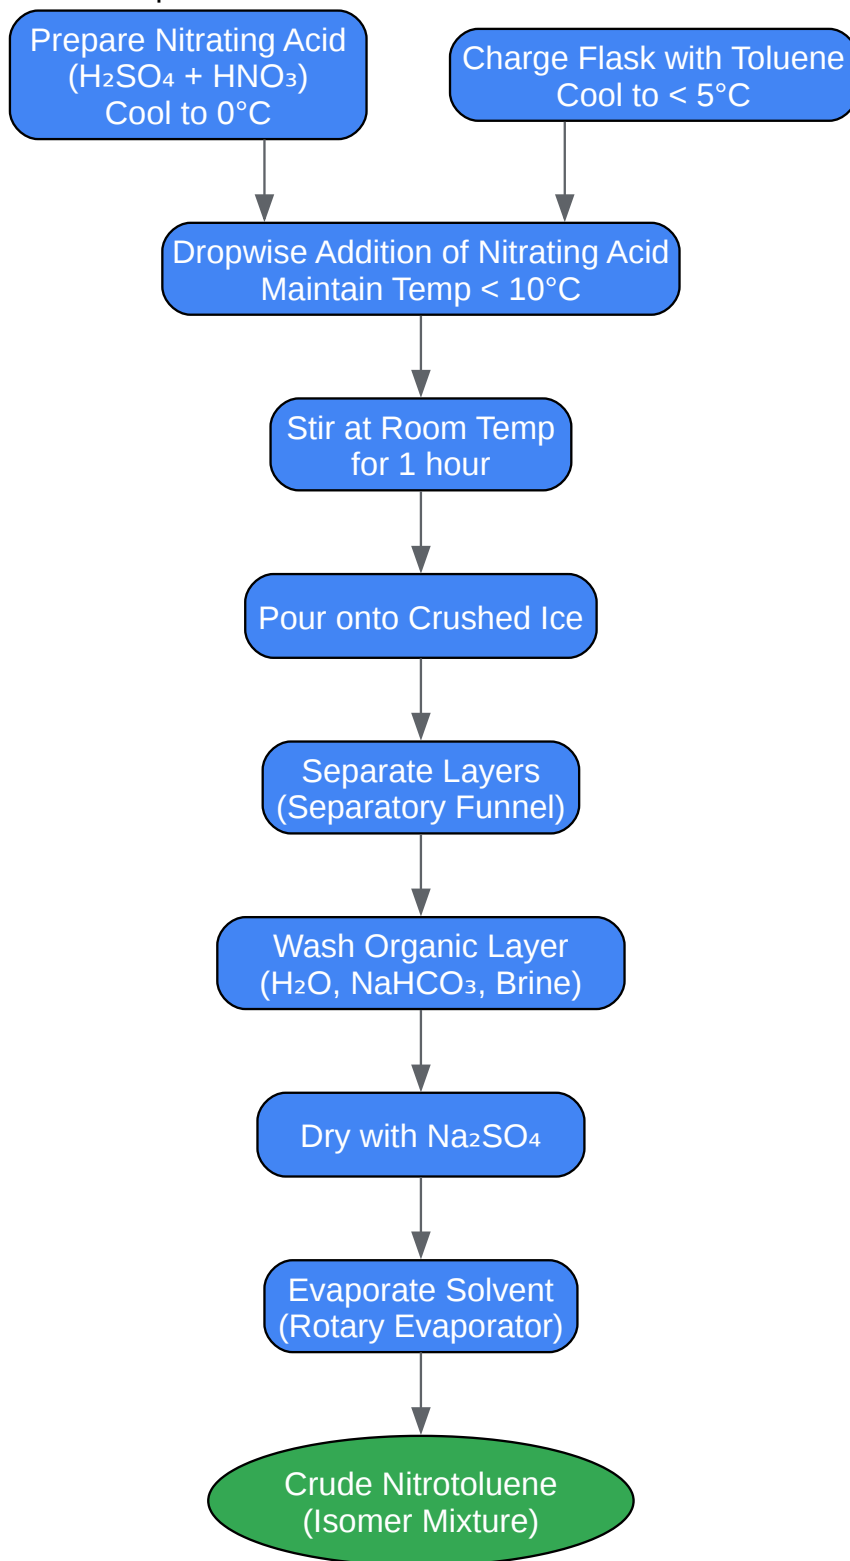 Prepare Nitrating Acid
(H₂SO₄ + HNO₃)
Cool to 0°C
Charge Flask with Toluene
Cool to < 5°C
Dropwise Addition of Nitrating Acid
Maintain Temp < 10°C
Stir at Room Temp
for 1 hour
Pour onto Crushed Ice
Separate Layers
(Separatory Funnel)
Wash Organic Layer
(H₂O, NaHCO₃, Brine)
Dry with Na₂SO₄
Evaporate Solvent
(Rotary Evaporator)
Crude Nitrotoluene
(Isomer Mixture)